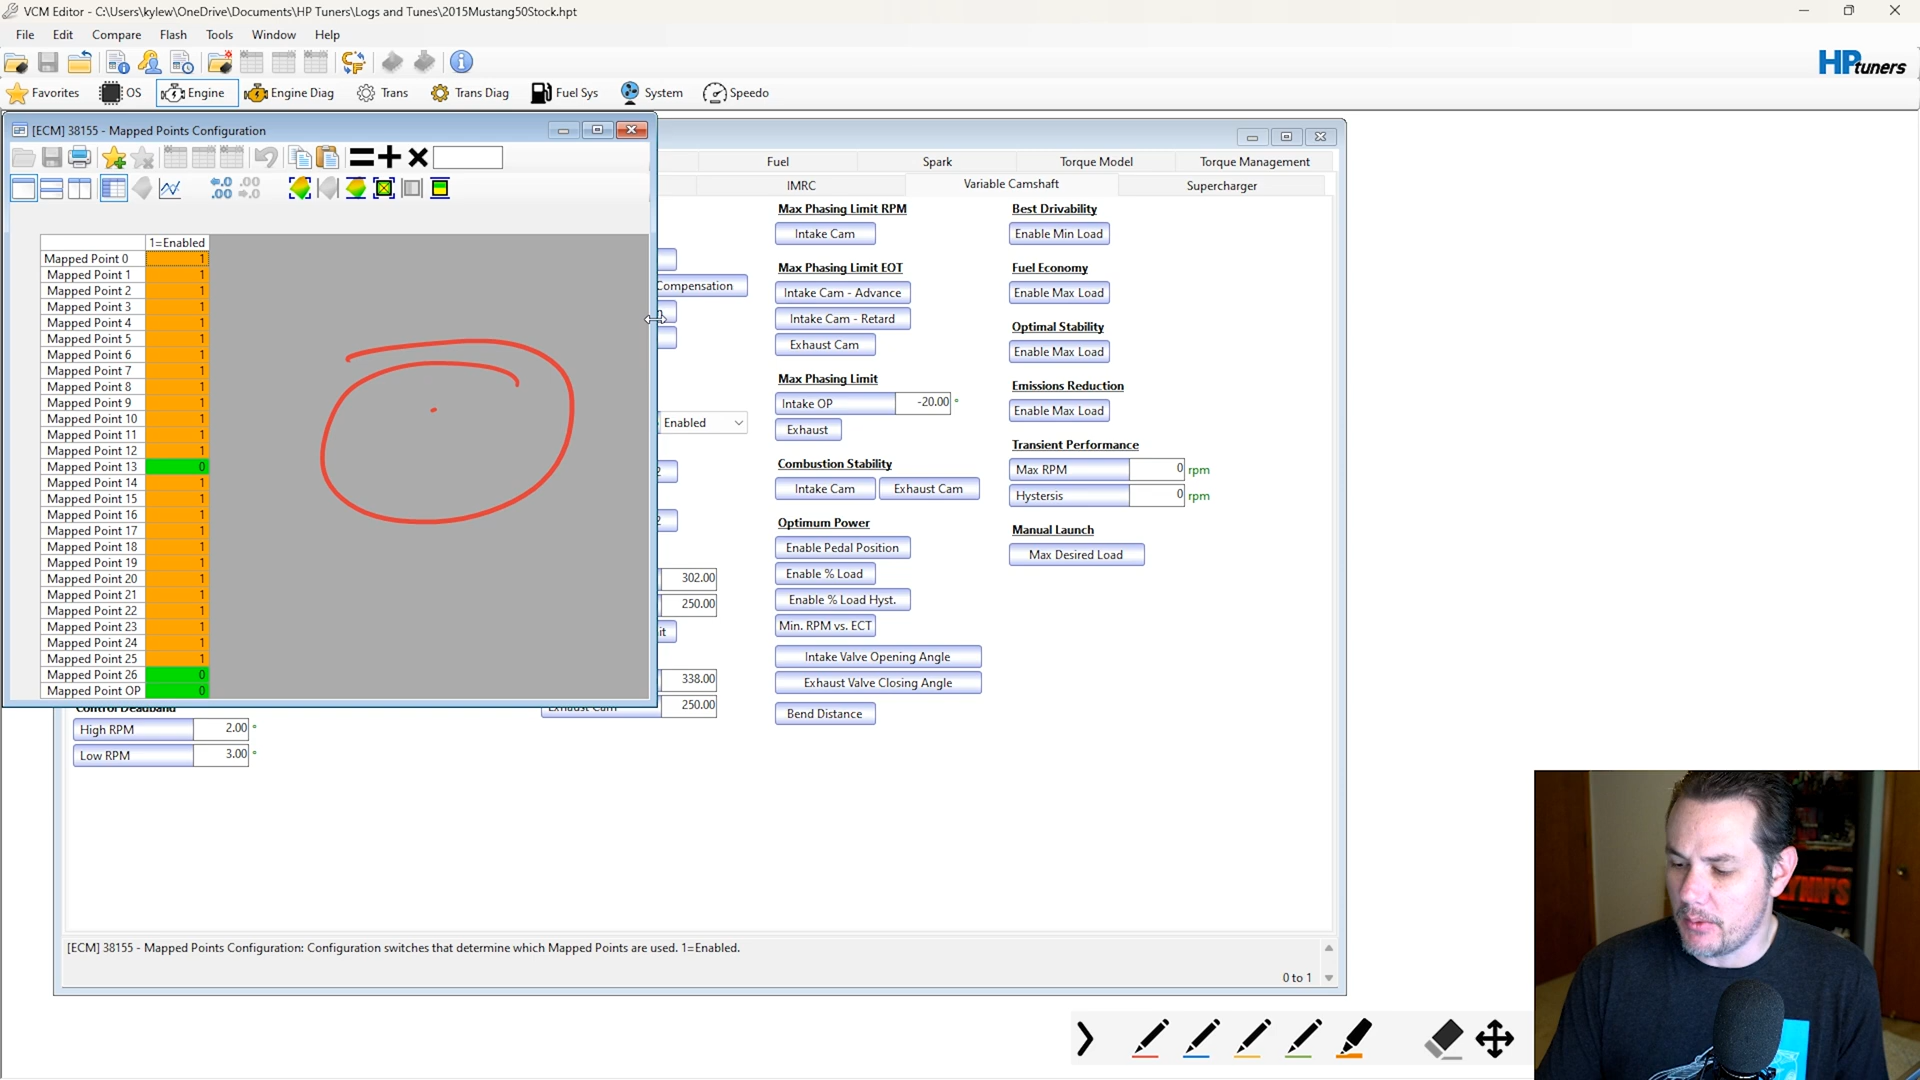 VCM Editor - C:\Users\kylew\OneDrive\Documents\HP Tuners\Logs and Tunes\2015Mustang50Stock.hpt
File Edit Compare Flash Tools Window Help
HPtuners
Favorites OS Engine Engine Diag Trans Trans Diag Fuel Sys System Speedo
[ECM] 38155 - Mapped Points Configuration
1=Enabled
Mapped Point 0 1
Mapped Point 1 1
Mapped Point 2 1
Mapped Point 3 1
Mapped Point 4 1
Mapped Point 5 1
Mapped Point 6 1
Mapped Point 7 1
Mapped Point 8 1
Mapped Point 9 1
Mapped Point 10 1
Mapped Point 11 1
Mapped Point 12 1
Mapped Point 13 0
Mapped Point 14 1
Mapped Point 15 1
Mapped Point 16 1
Mapped Point 17 1
Mapped Point 18 1
Mapped Point 19 1
Mapped Point 20 1
Mapped Point 21 1
Mapped Point 22 1
Mapped Point 23 1
Mapped Point 24 1
Mapped Point 25 1
Mapped Point 26 0
Mapped Point OP 0
Fuel Spark Torque Model Torque Management
IMRC Variable Camshaft Supercharger
Compensation
Enabled
2
2
302.00
250.00
it
338.00
Exhaust Cam 250.00
Control Deadband
High RPM 2.00 °
Low RPM 3.00 °
Max Phasing Limit RPM
Intake Cam
Max Phasing Limit EOT
Intake Cam - Advance
Intake Cam - Retard
Exhaust Cam
Max Phasing Limit
Intake OP -20.00 °
Exhaust
Combustion Stability
Intake Cam Exhaust Cam
Optimum Power
Enable Pedal Position
Enable % Load
Enable % Load Hyst.
Min. RPM vs. ECT
Intake Valve Opening Angle
Exhaust Valve Closing Angle
Bend Distance
Best Drivability
Enable Min Load
Fuel Economy
Enable Max Load
Optimal Stability
Enable Max Load
Emissions Reduction
Enable Max Load
Transient Performance
Max RPM 0 rpm
Hystersis 0 rpm
Manual Launch
Max Desired Load
[ECM] 38155 - Mapped Points Configuration: Configuration switches that determine which Mapped Points are used. 1=Enabled.
0 to 1